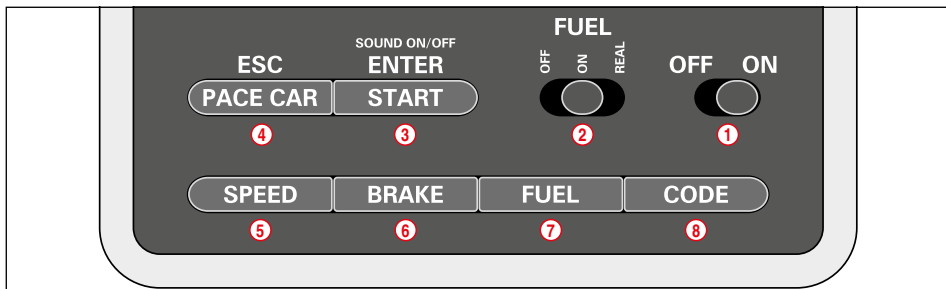 FUEL
SOUND ON/OFF
ESC ENTER OFF ON REAL OFF ON
PACE CAR START
4 3 2 1
SPEED BRAKE FUEL CODE
5 6 7 8